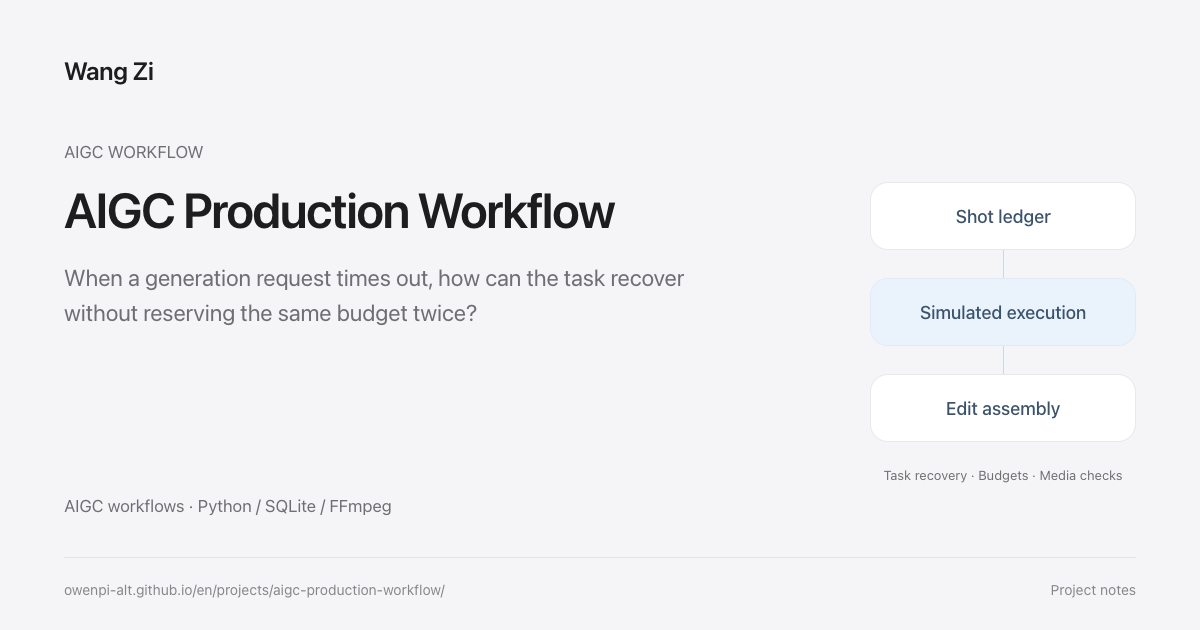 Wang Zi
AIGC WORKFLOW
AIGC Production Workflow
When a generation request times out, how can the task recover
without reserving the same budget twice?
Shot ledger
Simulated execution
Edit assembly
Task recovery · Budgets · Media checks
AIGC workflows · Python / SQLite / FFmpeg
owenpi-alt.github.io/en/projects/aigc-production-workflow/
Project notes